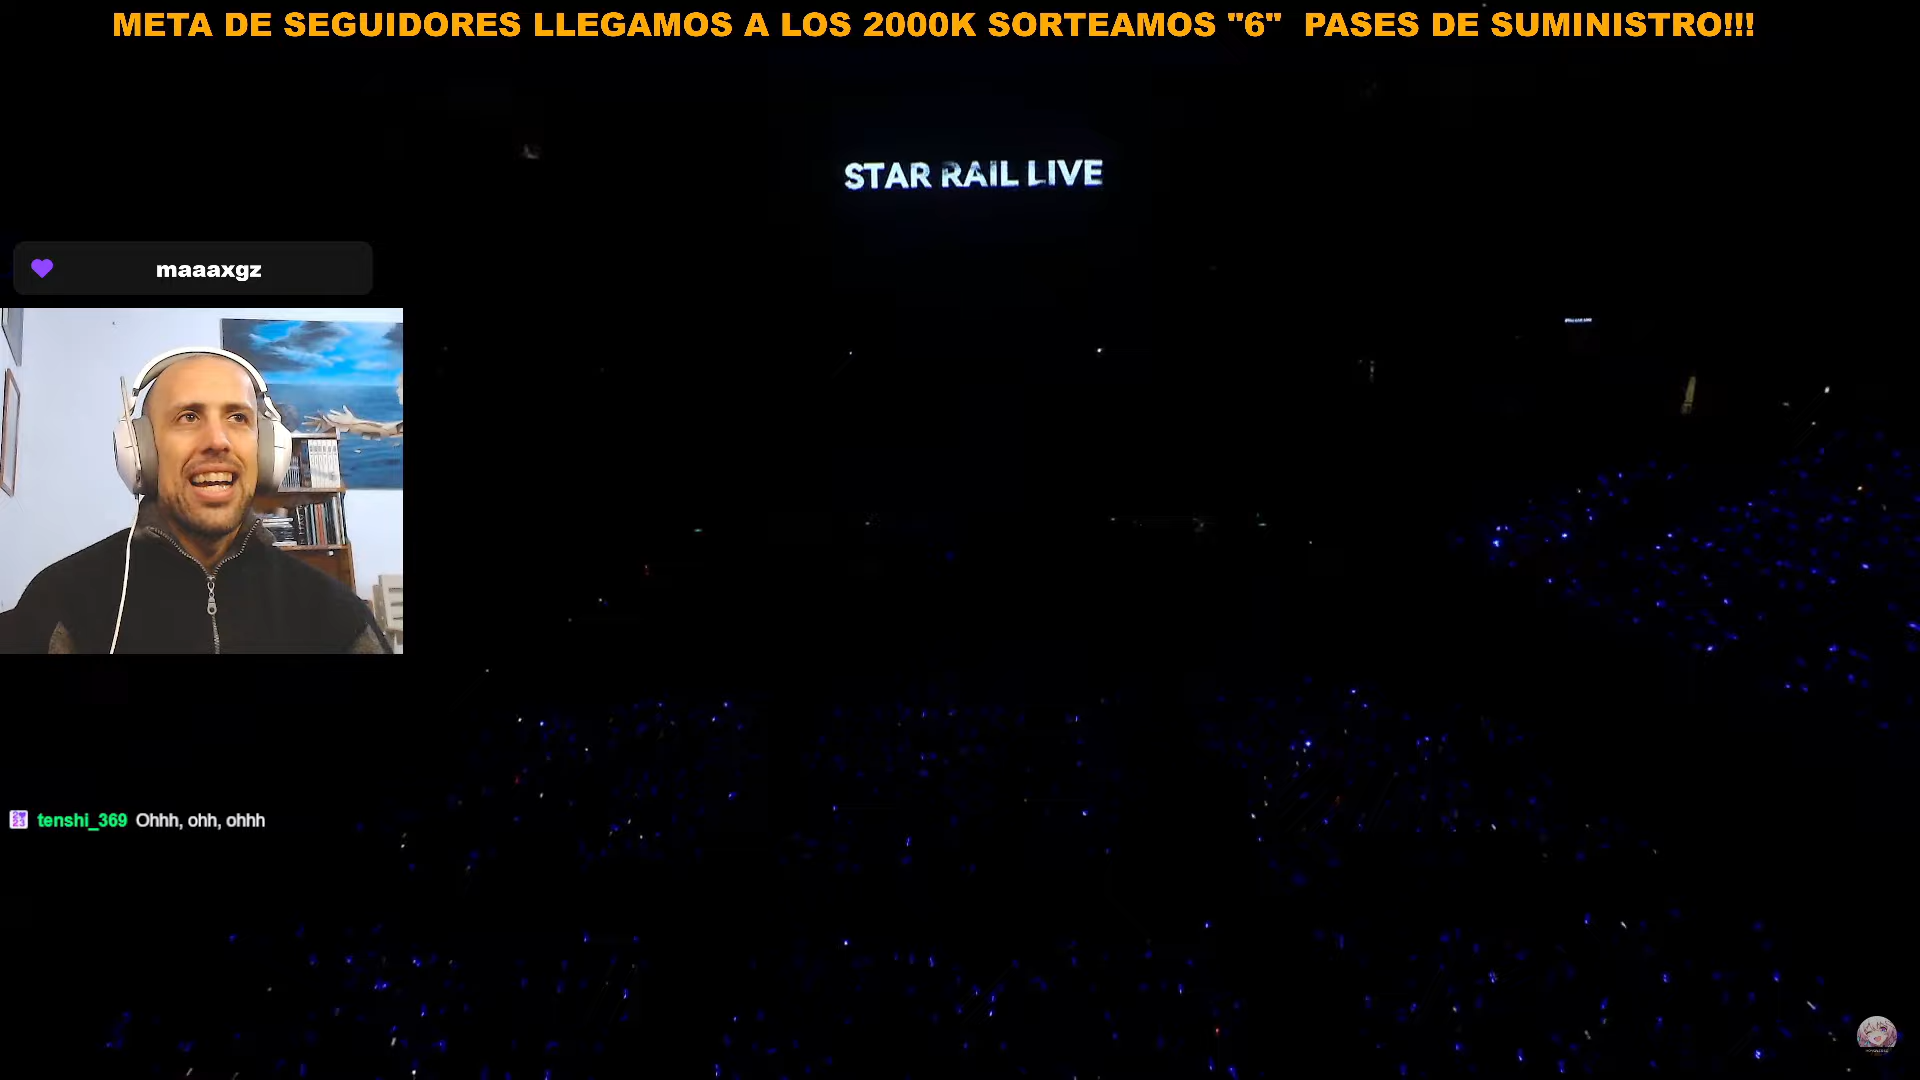 META DE SEGUIDORES LLEGAMOS A LOS 2000K SORTEAMOS "6" PASES DE SUMINISTRO!!!
STAR RAIL LIVE
maaaxgz
tenshi_369 Ohhh, ohh, ohhh